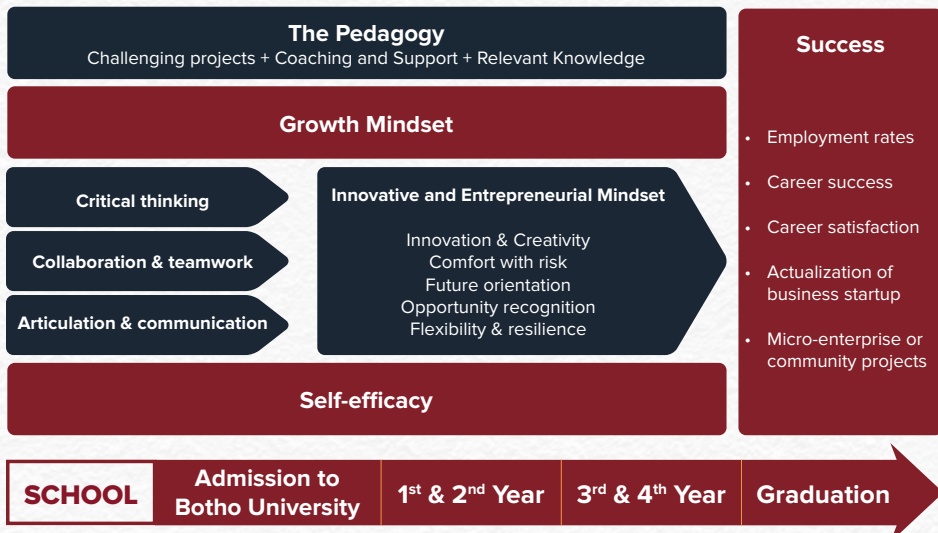 The Pedagogy
Challenging projects + Coaching and Support + Relevant Knowledge
Growth Mindset
Critical thinking
Collaboration & teamwork
Articulation & communication
Innovative and Entrepreneurial Mindset
Innovation & Creativity
Comfort with risk
Future orientation
Opportunity recognition
Flexibility & resilience
Self-efficacy
Success
• Employment rates
• Career success
• Career satisfaction
• Actualization of
business startup
• Micro-enterprise or
community projects
SCHOOL
Admission to
Botho University
1st & 2nd Year
3rd & 4th Year
Graduation